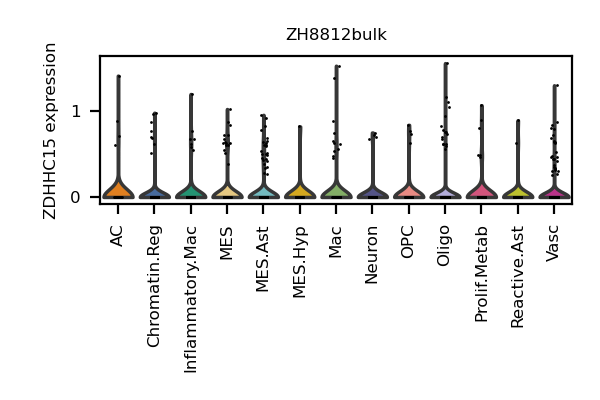 ZH8812bulk
ZDHHC15 expression
1
0
AC
Chromatin.Reg
Inflammatory.Mac
MES
MES.Ast
MES.Hyp
Mac
Neuron
OPC
Oligo
Prolif.Metab
Reactive.Ast
Vasc